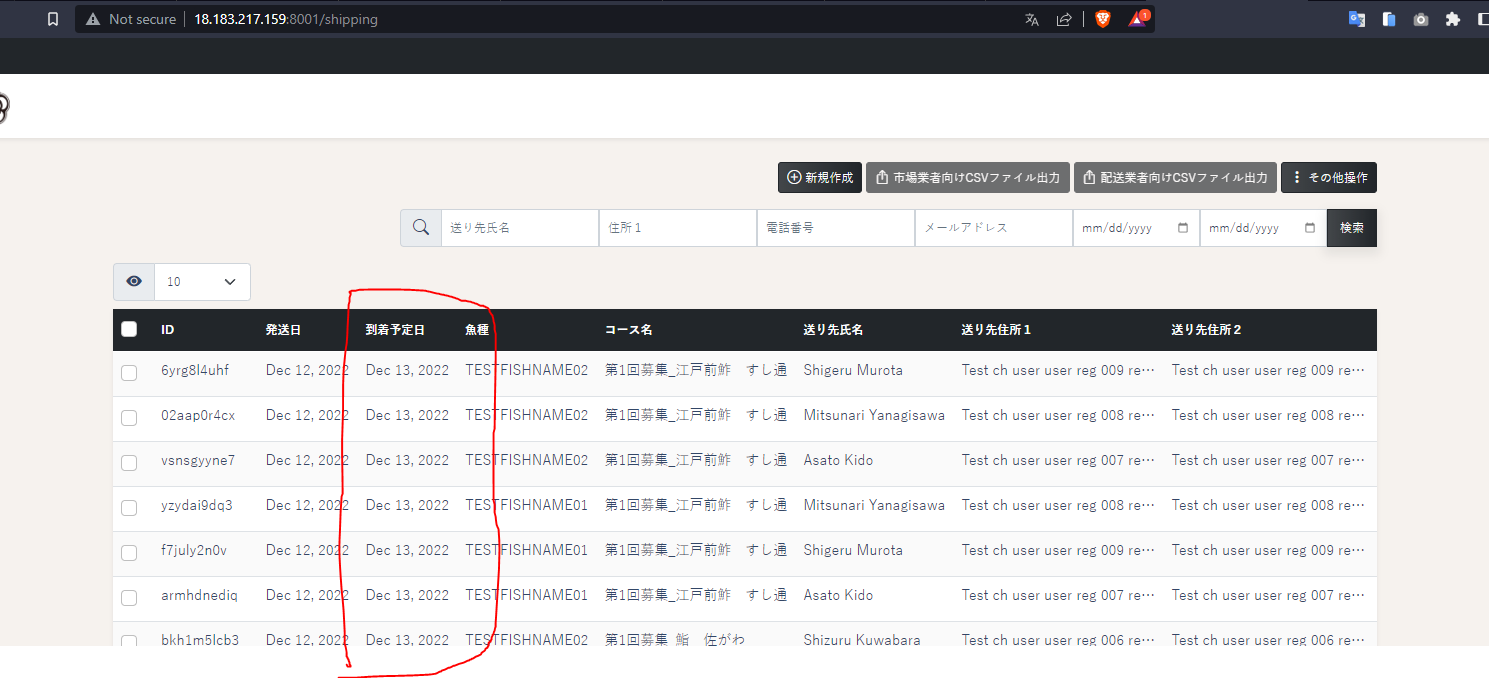 Not secure 18.183.217.159:8001/shipping 1
新規作成 市場業者向けCSVファイル出力 配送業者向けCSVファイル出力 その他操作
送り先氏名 住所１ 電話番号 メールアドレス mm/dd/yyyy mm/dd/yyyy 検索
10
ID 発送日 到着予定日 魚種 コース名 送り先氏名 送り先住所１ 送り先住所２
6yrg8l4uhf Dec 12, 2022 Dec 13, 2022 TESTFISHNAME02 第1回募集_江戸前鮓　すし通 Shigeru Murota Test ch user user reg 009 re… Test ch user user reg 009 re…
02aap0r4cx Dec 12, 2022 Dec 13, 2022 TESTFISHNAME02 第1回募集_江戸前鮓　すし通 Mitsunari Yanagisawa Test ch user user reg 008 re… Test ch user user reg 008 re…
vsnsgyyne7 Dec 12, 2022 Dec 13, 2022 TESTFISHNAME02 第1回募集_江戸前鮓　すし通 Asato Kido Test ch user user reg 007 re… Test ch user user reg 007 re…
yzydai9dq3 Dec 12, 2022 Dec 13, 2022 TESTFISHNAME01 第1回募集_江戸前鮓　すし通 Mitsunari Yanagisawa Test ch user user reg 008 re… Test ch user user reg 008 re…
f7july2n0v Dec 12, 2022 Dec 13, 2022 TESTFISHNAME01 第1回募集_江戸前鮓　すし通 Shigeru Murota Test ch user user reg 009 re… Test ch user user reg 009 re…
armhdnediq Dec 12, 2022 Dec 13, 2022 TESTFISHNAME01 第1回募集_江戸前鮓　すし通 Asato Kido Test ch user user reg 007 re… Test ch user user reg 007 re…
bkh1m5lcb3 Dec 12, 2022 Dec 13, 2022 TESTFISHNAME02 第1回募集_鮨　佐がわ Shizuru Kuwabara Test ch user user reg 006 re… Test ch user user reg 006 re…